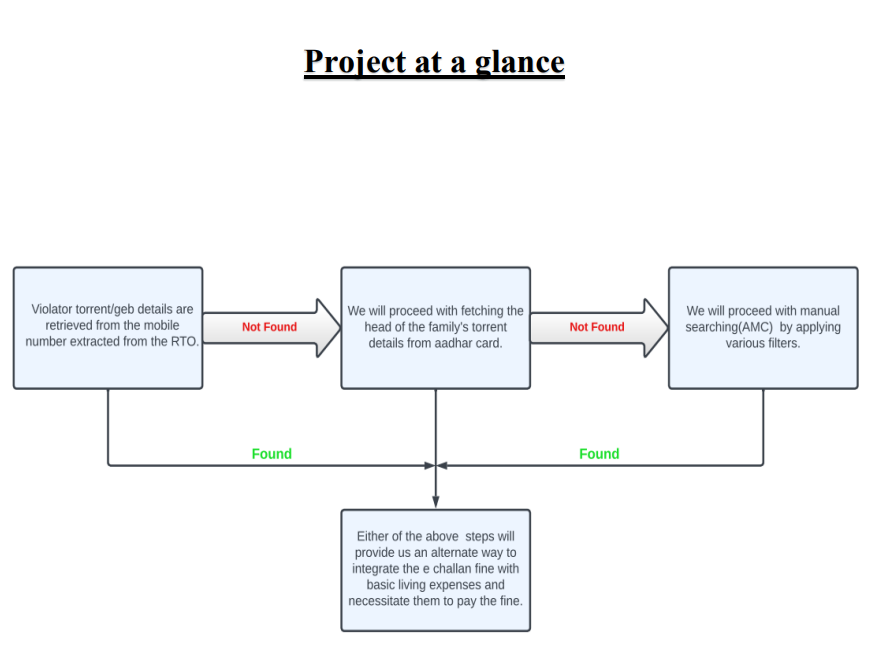 Project at a glance
Violator torrent/geb details are
retrieved from the mobile
number extracted from the RTO.
Not Found
We will proceed with fetching the
head of the family's torrent
details from aadhar card.
Not Found
We will proceed with manual
searching(AMC) by applying
various filters.
Found
Found
Either of the above steps will
provide us an alternate way to
integrate the e challan fine with
basic living expenses and
necessitate them to pay the fine.